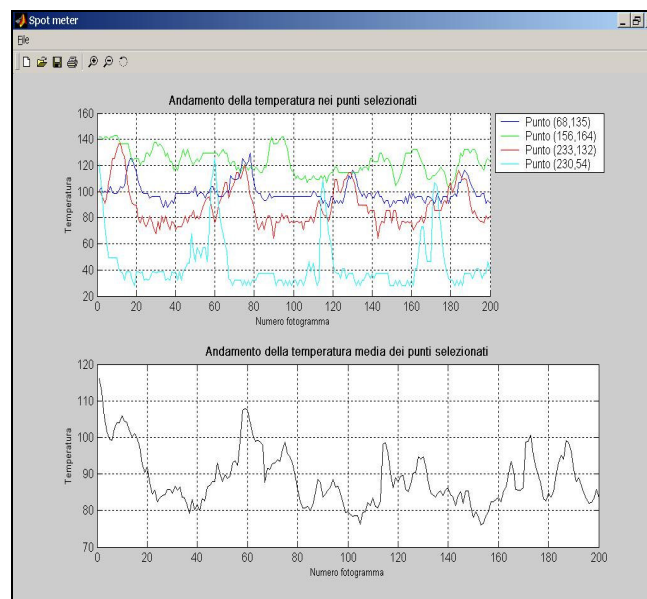 Spot meter
File
Andamento della temperatura nei punti selezionati
160
140
120
100
80
60
40
20
Temperatura
0 20 40 60 80 100 120 140 160 180 200
Numero fotogramma
Punto (68,135)
Punto (156,164)
Punto (233,132)
Punto (230,54)
Andamento della temperatura media dei punti selezionati
120
110
100
90
80
70
Temperatura
0 20 40 60 80 100 120 140 160 180 200
Numero fotogramma